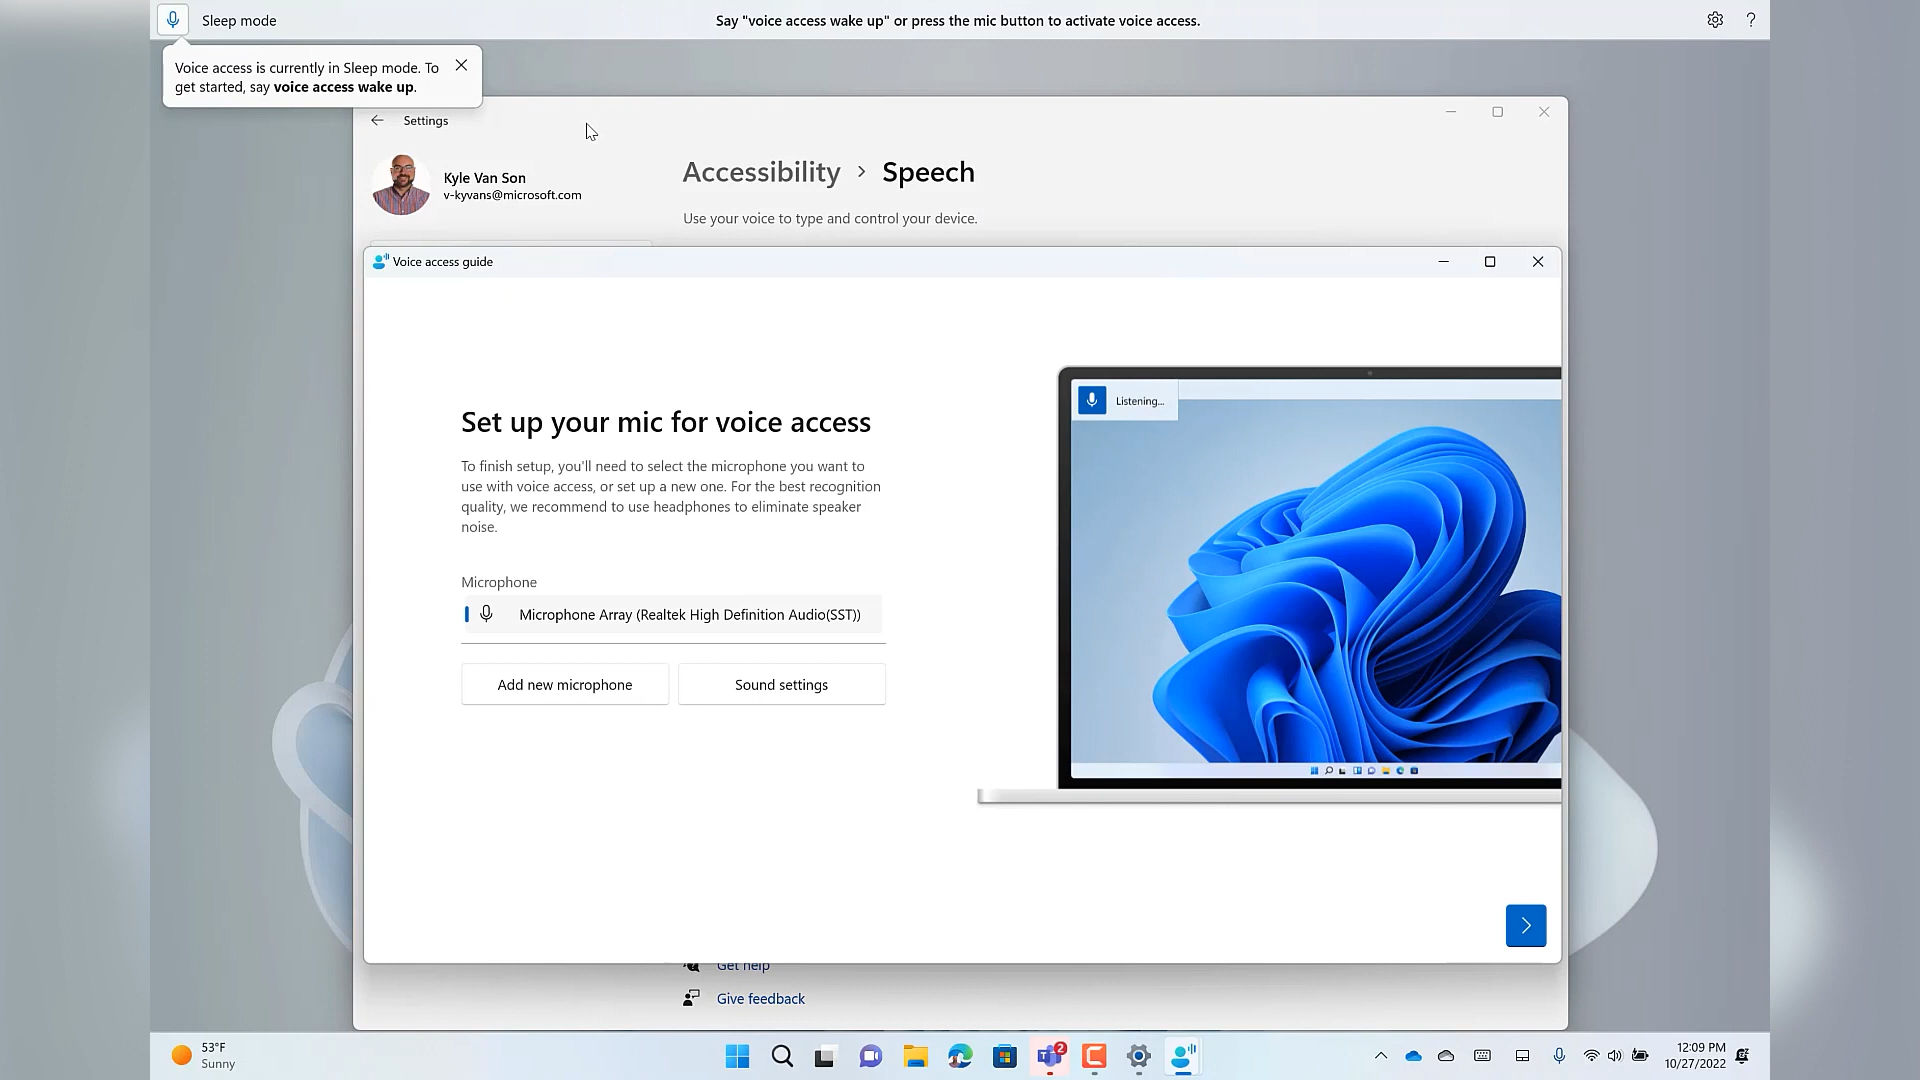 Sleep mode
Say "voice access wake up" or press the mic button to activate voice access.
Voice access is currently in Sleep mode. To
get started, say voice access wake up.
Settings
Kyle Van Son
v-kyvans@microsoft.com
Accessibility > Speech
Use your voice to type and control your device.
Voice access guide
Set up your mic for voice access
To finish setup, you'll need to select the microphone you want to
use with voice access, or set up a new one. For the best recognition
quality, we recommend to use headphones to eliminate speaker
noise.
Microphone
Microphone Array (Realtek High Definition Audio(SST))
Add new microphone
Sound settings
Listening...
Get help
Give feedback
53°F
Sunny
2
12:09 PM
10/27/2022